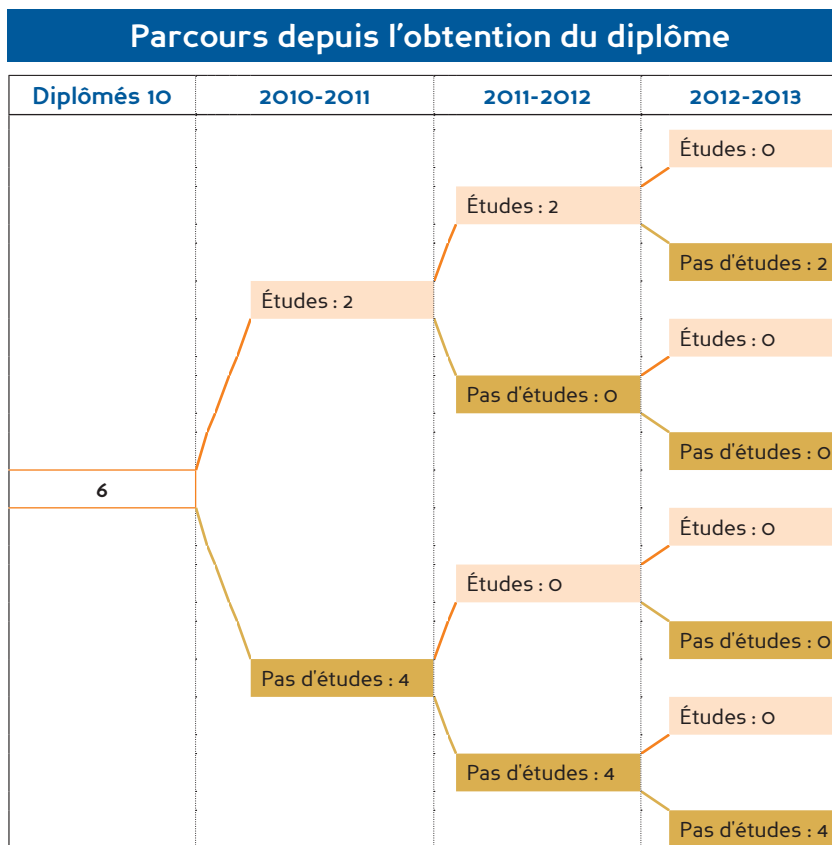 Parcours depuis l'obtention du diplôme
Diplômés 10 2010-2011 2011-2012 2012-2013
Études : 0
Études : 2
Pas d'études : 2
Études : 2
Études : 0
Pas d'études : 0
Pas d'études : 0
6
Études : 0
Études : 0
Pas d'études : 0
Pas d'études : 4
Études : 0
Pas d'études : 4
Pas d'études : 4